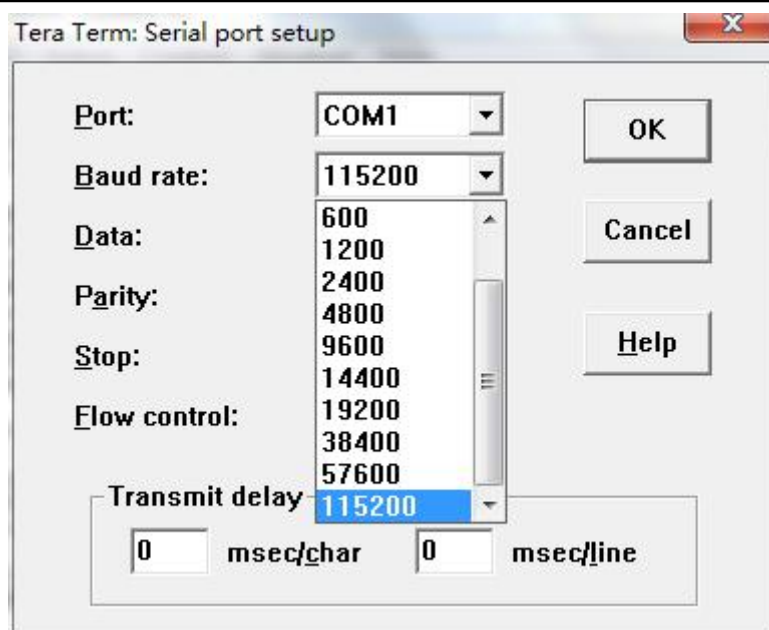 Tera Term: Serial port setup
Port: COM1 OK
Baud rate: 115200
600
Data: 1200 Cancel
2400
Parity: 4800
9600
Stop: 14400 Help
19200
Flow control: 38400
57600
Transmit delay 115200
0 msec/char 0 msec/line